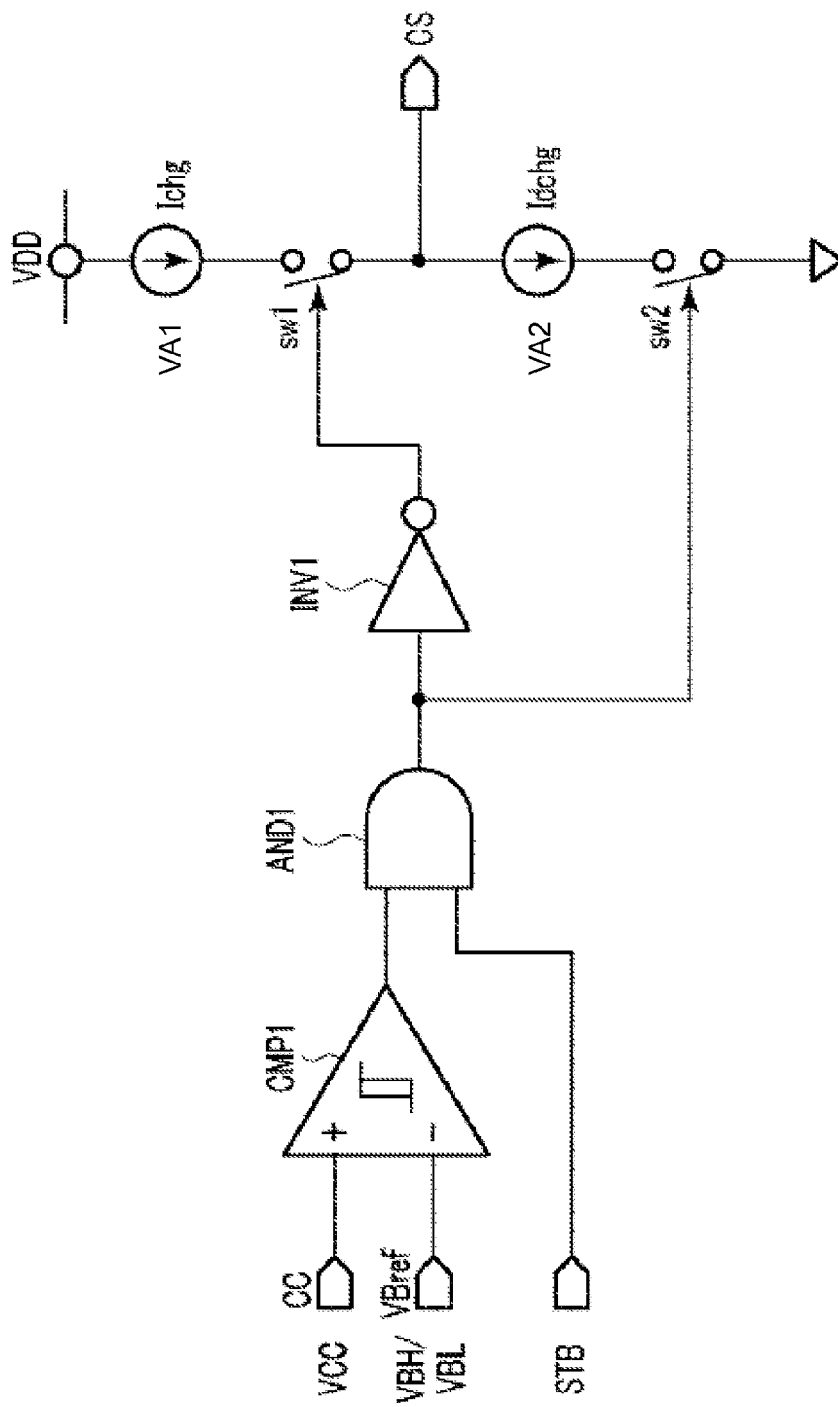 VDD
Ichg
VA1
sw1
CS
Idchg
VA2
sw2
INV1
AND1
CMP1
+
−
CC
VCC
VBref
VBH/
VBL
STB